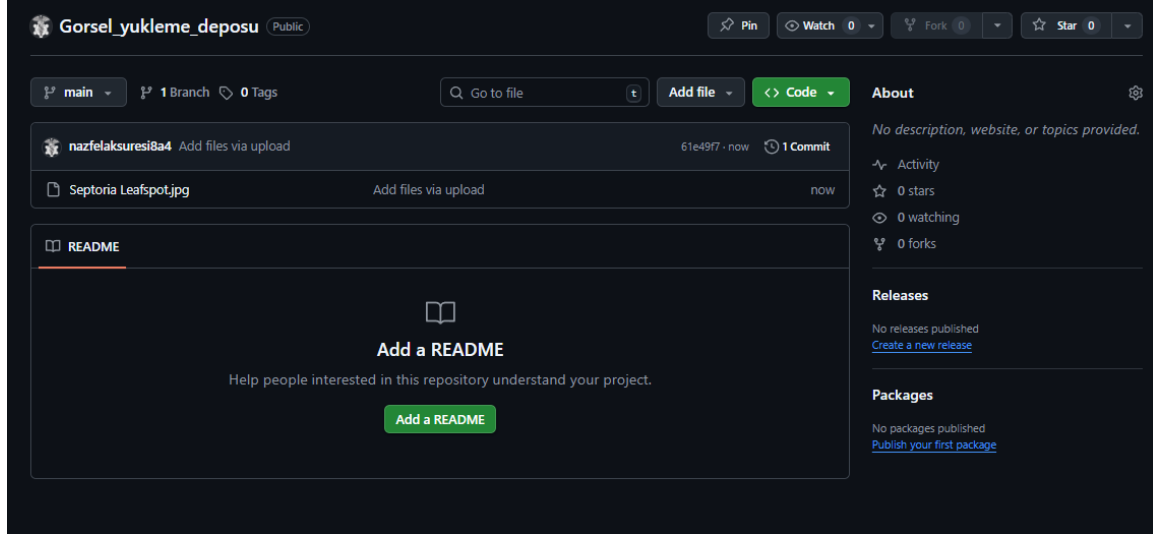 Gorsel_yukleme_deposu Public
Pin Watch 0 Fork 0 Star 0
main 1 Branch 0 Tags Go to file t Add file <> Code
nazfelaksuresi8a4 Add files via upload 61e49f7 · now 1 Commit
Septoria Leafspot.jpg Add files via upload now
README
Add a README
Help people interested in this repository understand your project.
Add a README
About
No description, website, or topics provided.
Activity
0 stars
0 watching
0 forks
Releases
No releases published
Create a new release
Packages
No packages published
Publish your first package